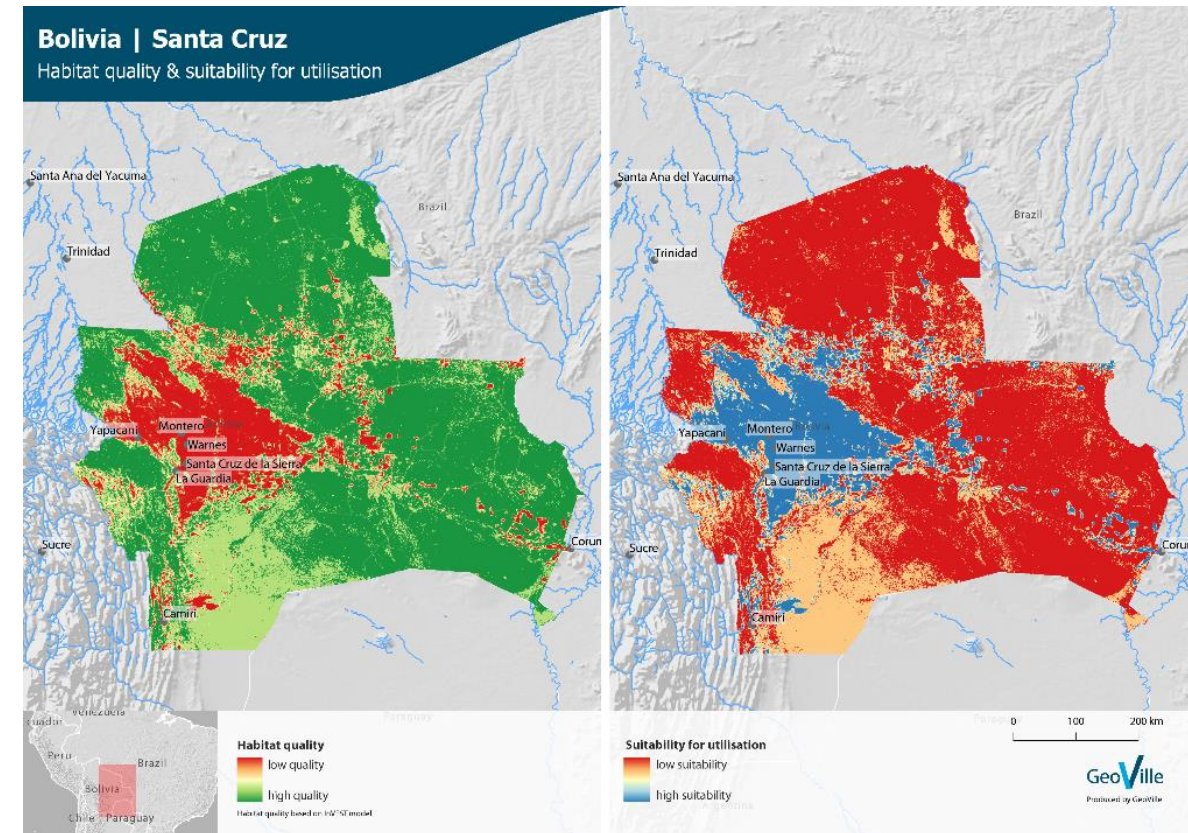 Bolivia | Santa Cruz
Habitat quality & suitability for utilisation
Santa Ana del Yacuma
Brazil
Trinidad
Yapacani
Montero
Warnes
Santa Cruz de la Sierra
La Guardia
Sucre
Corum
Camiri
Santa Ana del Yacuma
Brazil
Trinidad
Yapacani
Montero
Warnes
Santa Cruz de la Sierra
La Guardia
Sucre
Corum
Camiri
Venezuela
Peru
Brazil
Bolivia
Chile
Paraguay
Paraguay
Habitat quality
low quality
high quality
Habitat quality based on InVEST model
Suitability for utilisation
low suitability
high suitability
0 100 200 km
GeoVille
Produced by GeoVille